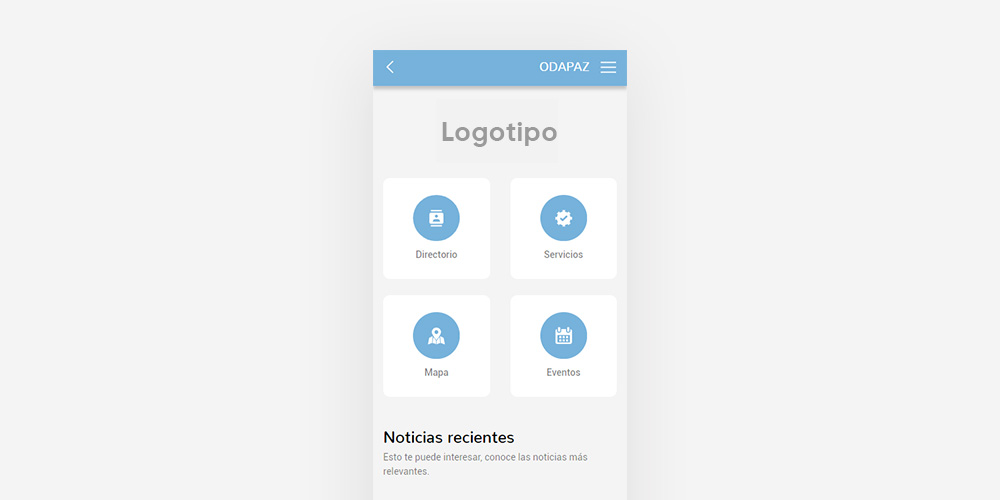 ODAPAZ
Logotipo
Directorio
Servicios
Mapa
Eventos
Noticias recientes
Esto te puede interesar, conoce las noticias más
relevantes.